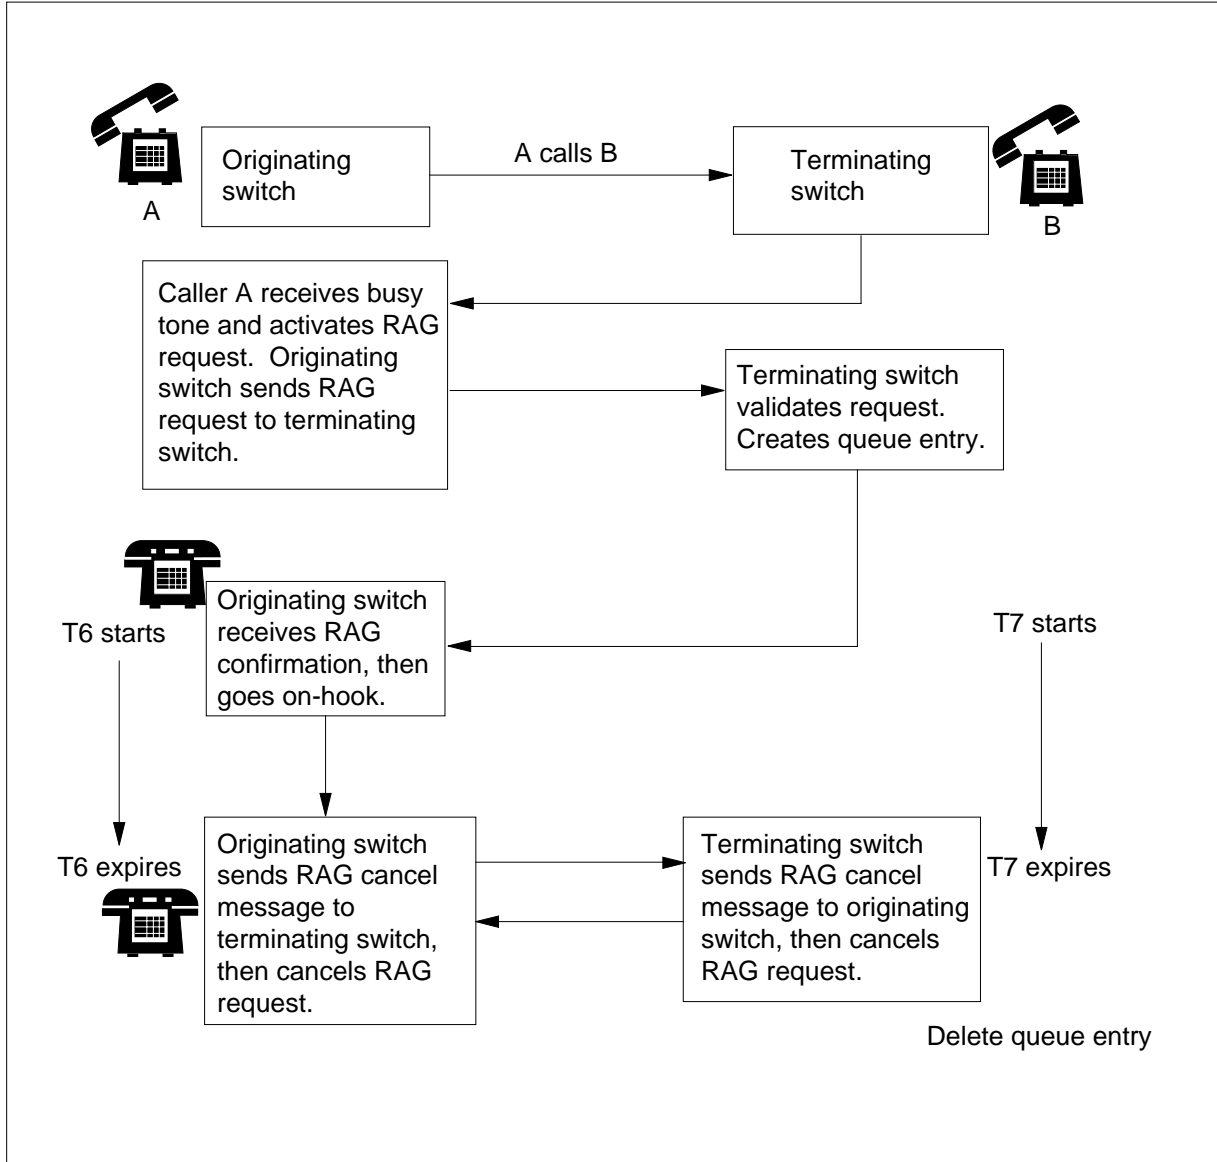 Originating
switch
A calls B
Terminating
switch
A
B
Caller A receives busy
tone and activates RAG
request.  Originating
switch sends RAG
request to terminating
switch.
Terminating switch
validates request.
Creates queue entry.
Originating switch
receives RAG
confirmation, then
goes on-hook.
T6 starts
T7 starts
T6 expires
Originating switch
sends RAG cancel
message to
terminating switch,
then cancels RAG
request.
Terminating switch
sends RAG cancel
message to originating
switch, then cancels
RAG request.
T7 expires
Delete queue entry